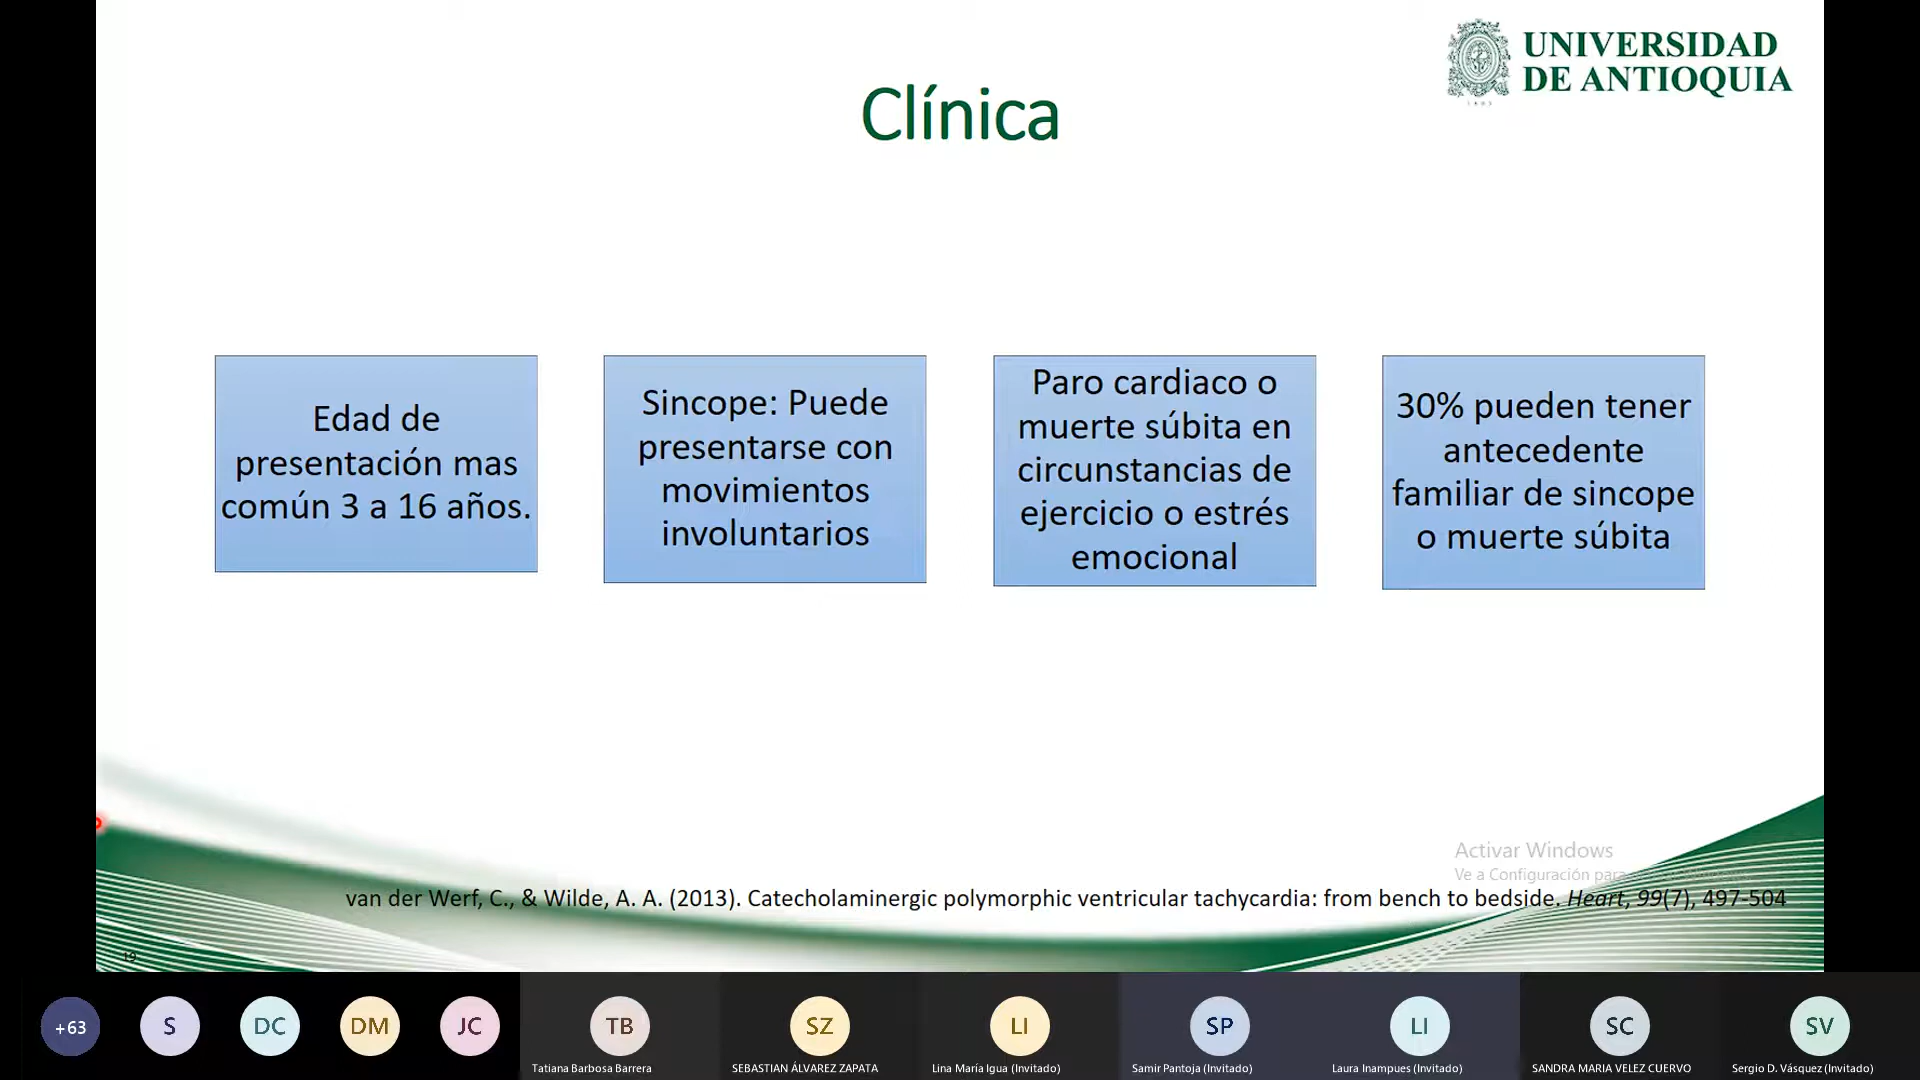 UNIVERSIDAD
DE ANTIOQUIA
1803
Clínica
Edad de
presentación mas
común 3 a 16 años.
Sincope: Puede
presentarse con
movimientos
involuntarios
Paro cardiaco o
muerte súbita en
circunstancias de
ejercicio o estrés
emocional
30% pueden tener
antecedente
familiar de sincope
o muerte súbita
Activar Windows
Ve a Configuración para
van der Werf, C., & Wilde, A. A. (2013). Catecholaminergic polymorphic ventricular tachycardia: from bench to bedside. Heart, 99(7), 497-504
19
+63
S
DC
DM
JC
TB
SZ
LI
SP
LI
SC
SV
Tatiana Barbosa Barrera
SEBASTIAN ÁLVAREZ ZAPATA
Lina María Igua (Invitado)
Samir Pantoja (Invitado)
Laura Inampues (Invitado)
SANDRA MARIA VELEZ CUERVO
Sergio D. Vásquez (Invitado)